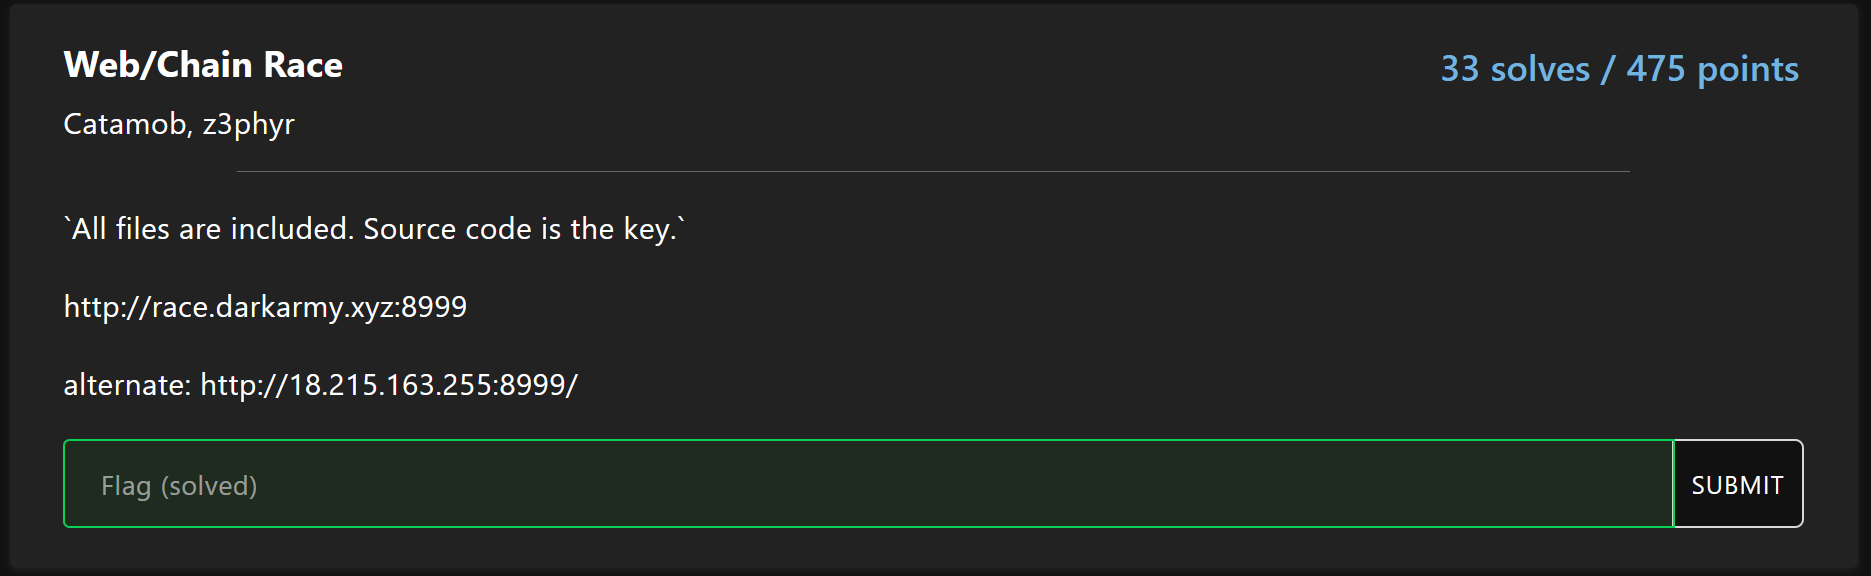 Web/Chain Race
33 solves / 475 points
Catamob, z3phyr
`All files are included. Source code is the key.`
http://race.darkarmy.xyz:8999
alternate: http://18.215.163.255:8999/
Flag (solved)
SUBMIT